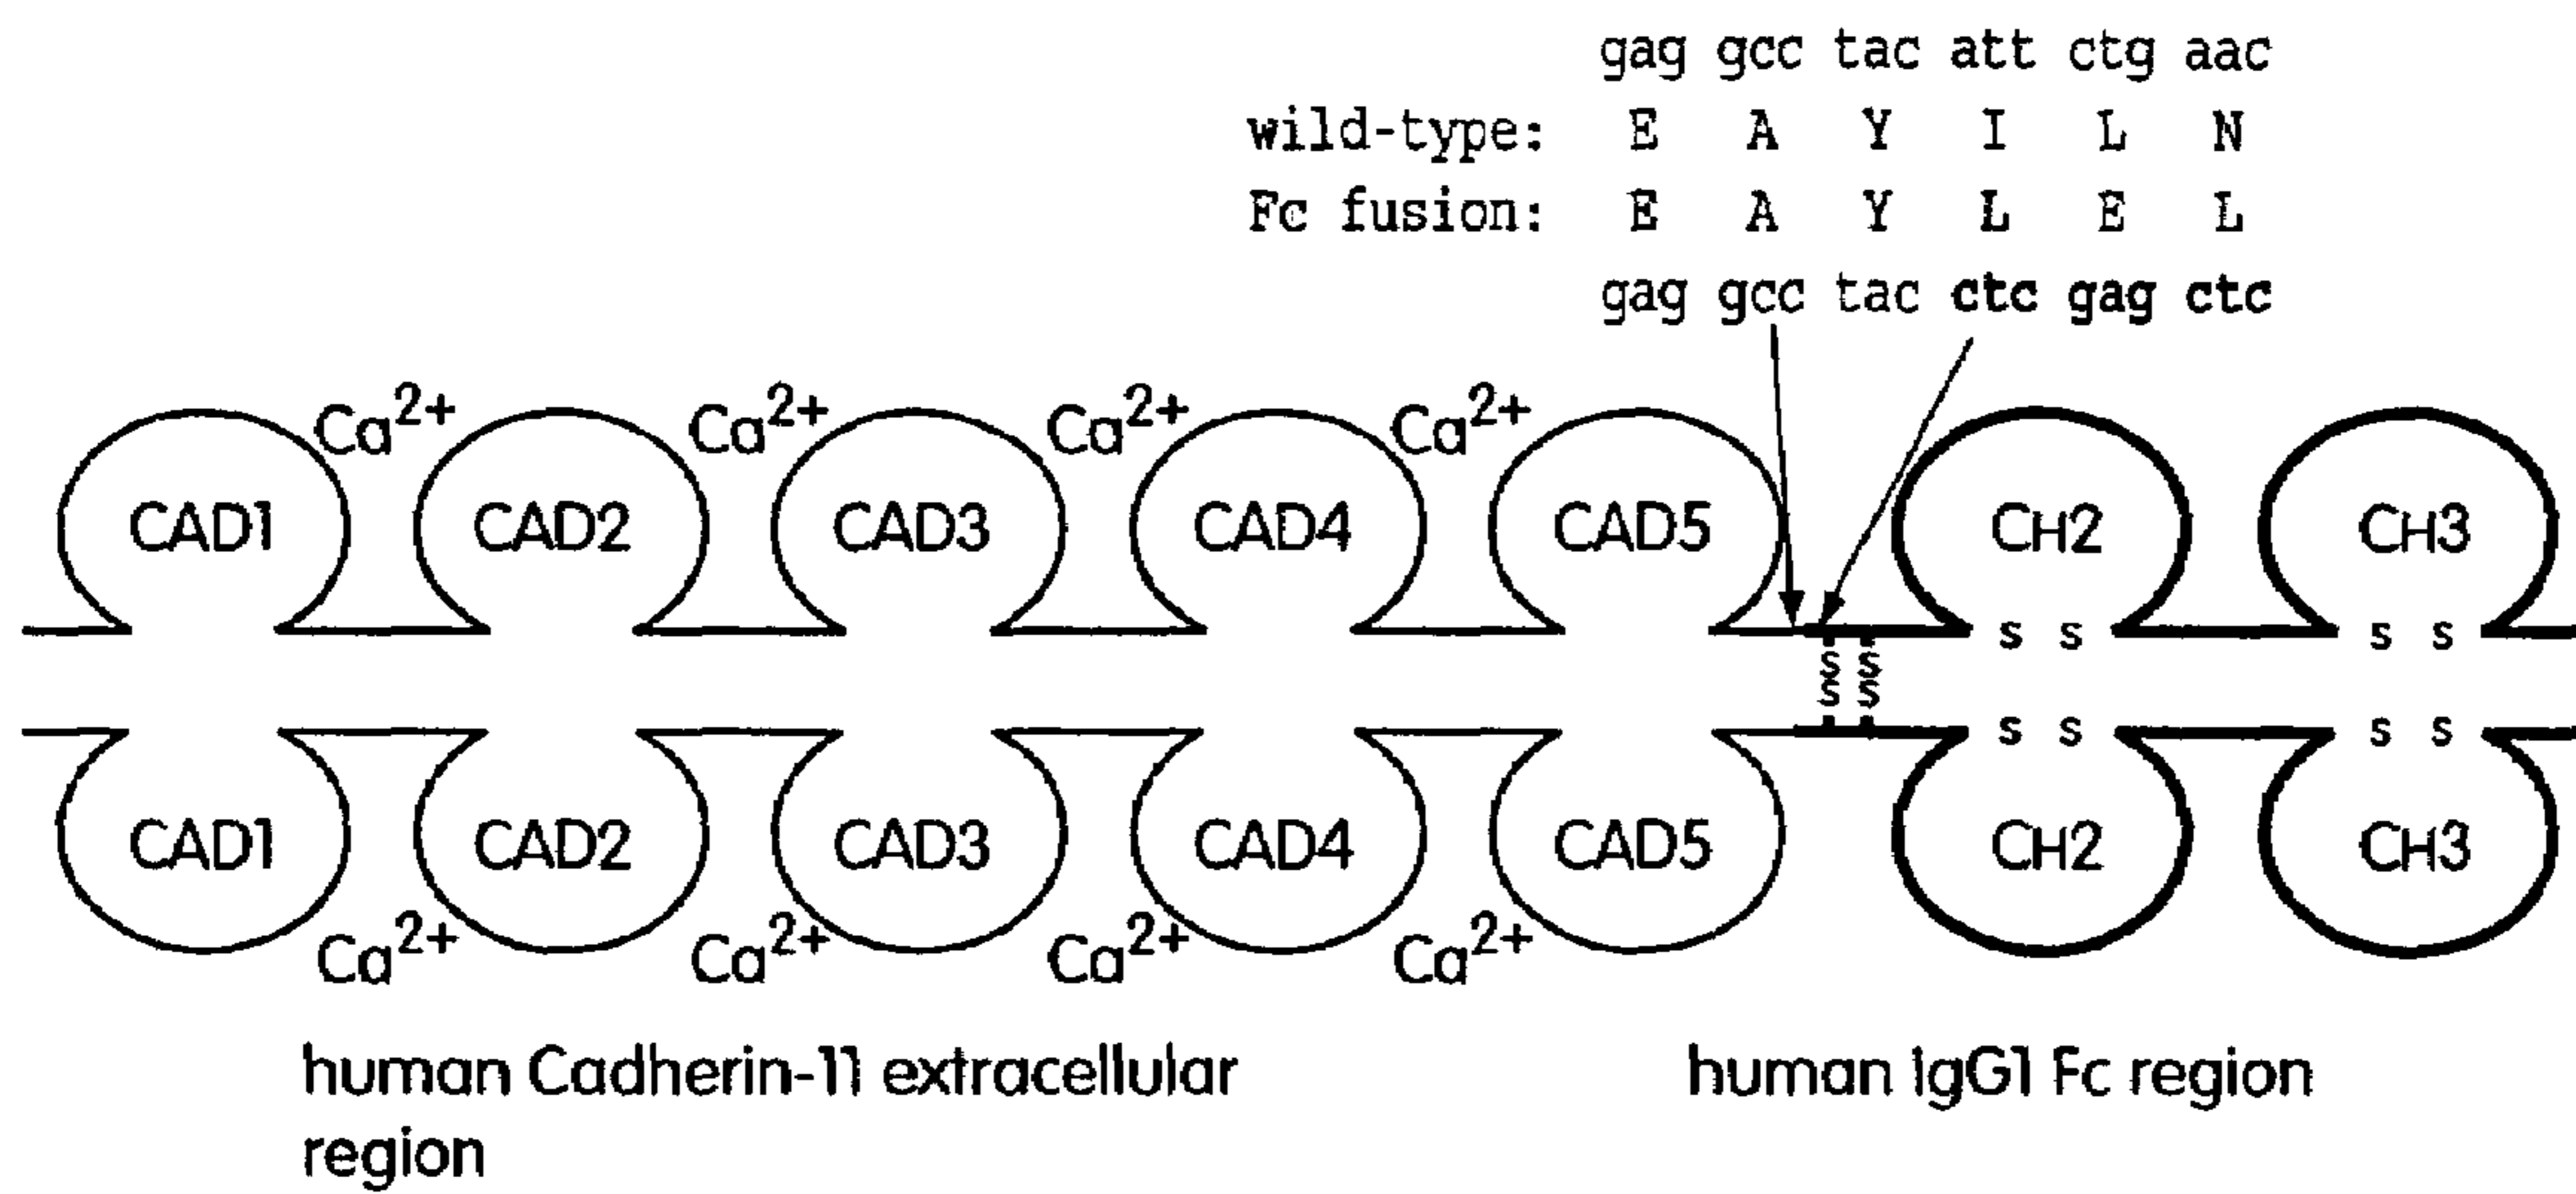 gag gcc tac att ctg aac
wild-type: E A Y I L N
Fc fusion: E A Y L E L
gag gcc tac ctc gag ctc
Ca2+ Ca2+ Ca2+ Ca2+
CAD1 CAD2 CAD3 CAD4 CAD5 CH2 CH3
s s s s
s s
s s
s s s s
CAD1 CAD2 CAD3 CAD4 CAD5 CH2 CH3
Ca2+ Ca2+ Ca2+ Ca2+
human Cadherin-11 extracellular
region
human IgG1 Fc region